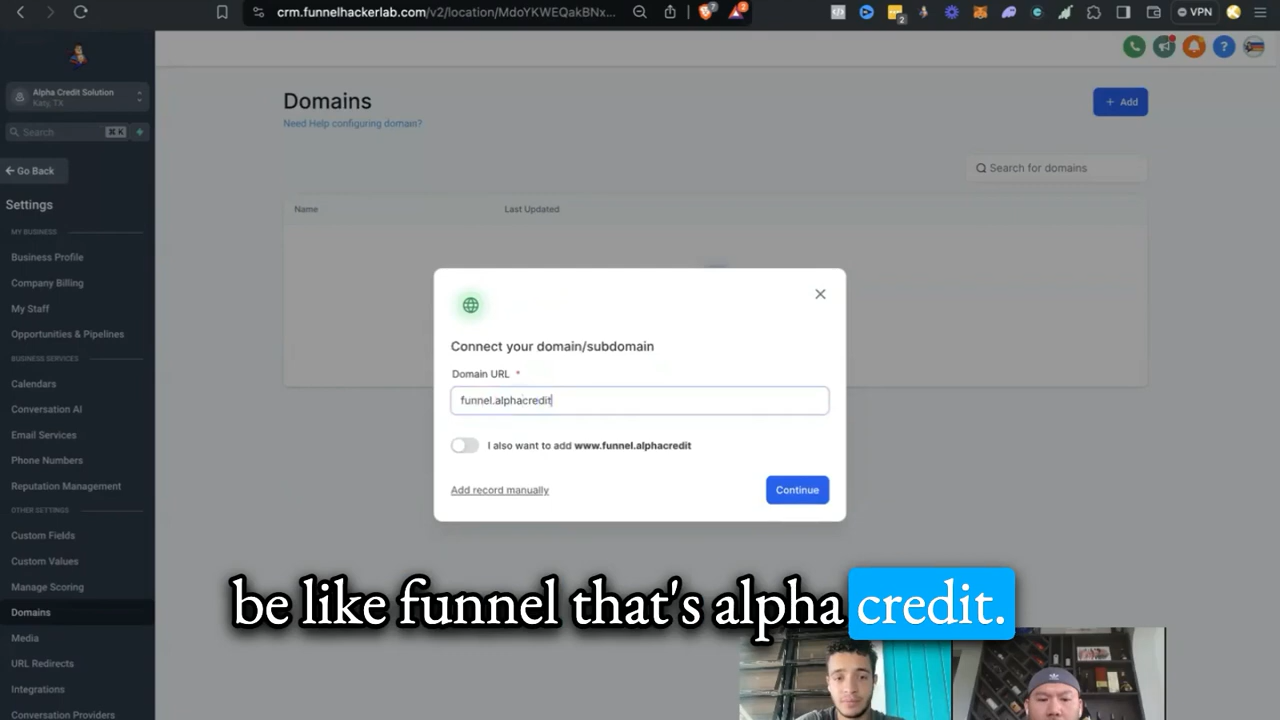 crm.funnelhackerlab.com/v2/location/MdoYKWEQakBNx...
7
2
2
VPN
Alpha Credit Solution
Katy, TX
Search
⌘ K
Go Back
Settings
MY BUSINESS
Business Profile
Company Billing
My Staff
Opportunities & Pipelines
BUSINESS SERVICES
Calendars
Conversation AI
Email Services
Phone Numbers
Reputation Management
OTHER SETTINGS
Custom Fields
Custom Values
Manage Scoring
Domains
Media
URL Redirects
Integrations
Conversation Providers
Domains
Need Help configuring domain?
+ Add
Search for domains
Name
Last Updated
Connect your domain/subdomain
Domain URL *
funnel.alphacredit
I also want to add www.funnel.alphacredit
Add record manually
Continue
be like funnel that's alpha credit.